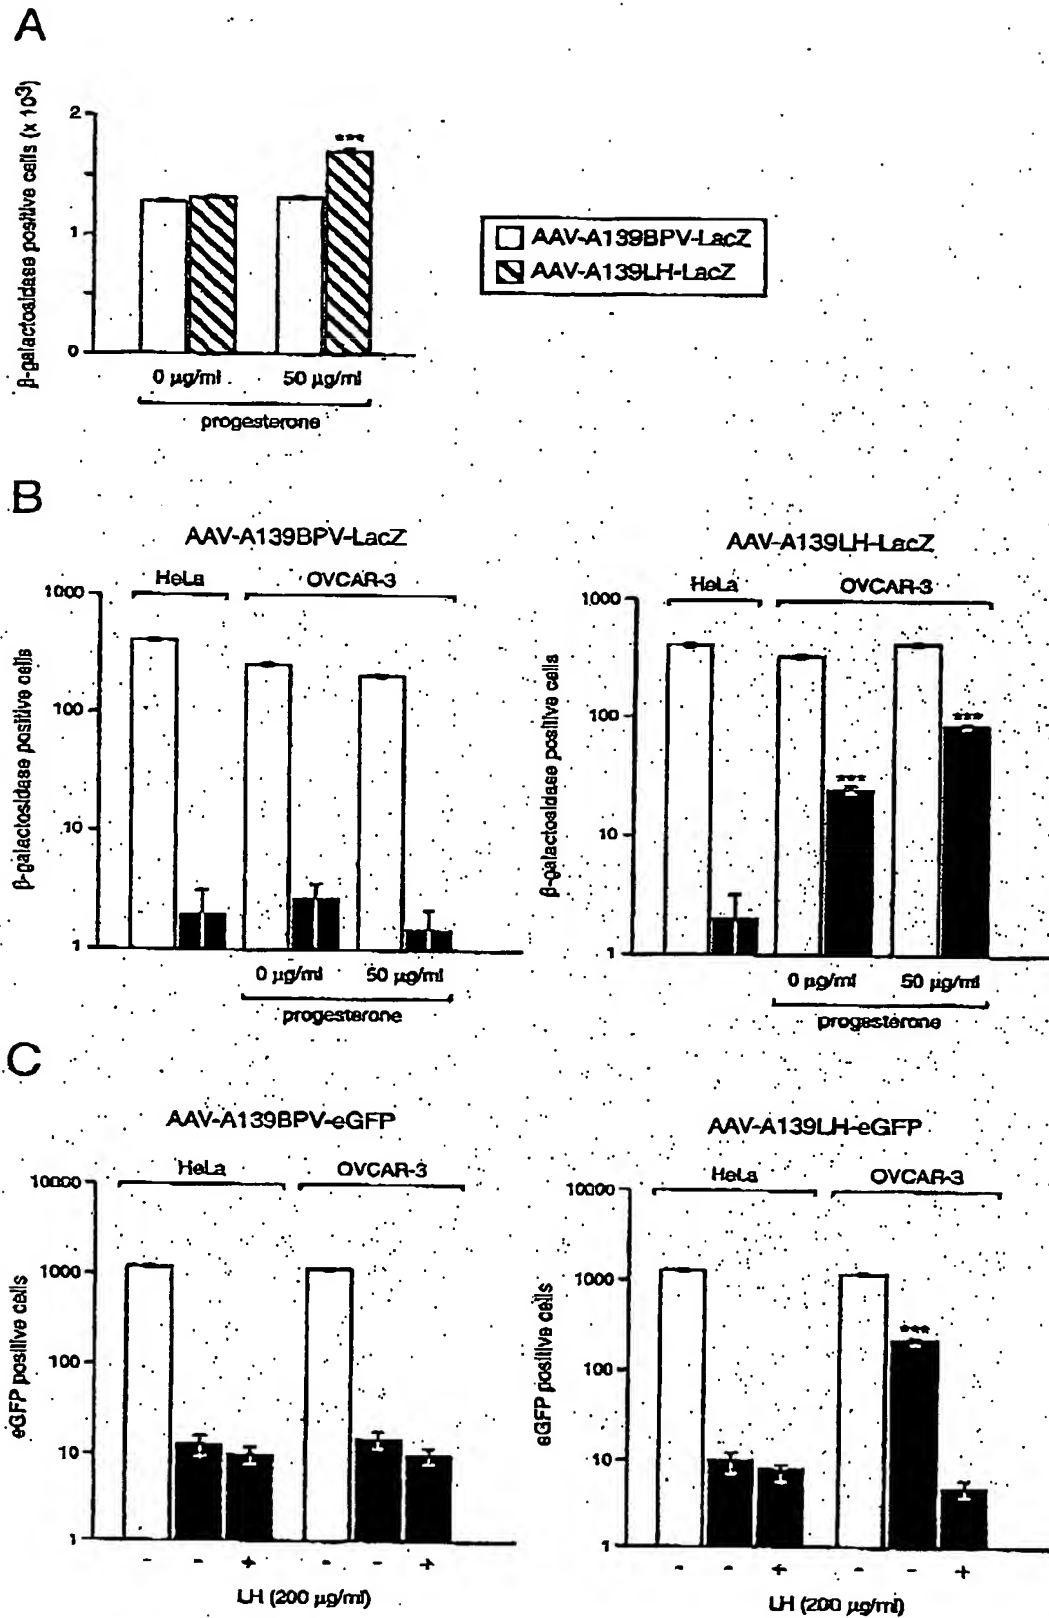 A
β-galactosidase positive cells (x 10³)
2
1
0
***
0 µg/ml
50 µg/ml
progesterone
AAV-A139BPV-LacZ
AAV-A139LH-LacZ
B
AAV-A139BPV-LacZ
HeLa
OVCAR-3
β-galactosidase positive cells
1000
100
10
1
0 µg/ml
50 µg/ml
progesterone
AAV-A139LH-LacZ
HeLa
OVCAR-3
β-galactosidase positive cells
1000
100
10
1
***
***
0 µg/ml
50 µg/ml
progesterone
C
AAV-A139BPV-eGFP
HeLa
OVCAR-3
eGFP positive cells
10000
1000
100
10
1
- - + - - +
LH (200 µg/ml)
AAV-A139LH-eGFP
HeLa
OVCAR-3
eGFP positive cells
10000
1000
100
10
1
***
- - + - - +
LH (200 µg/ml)